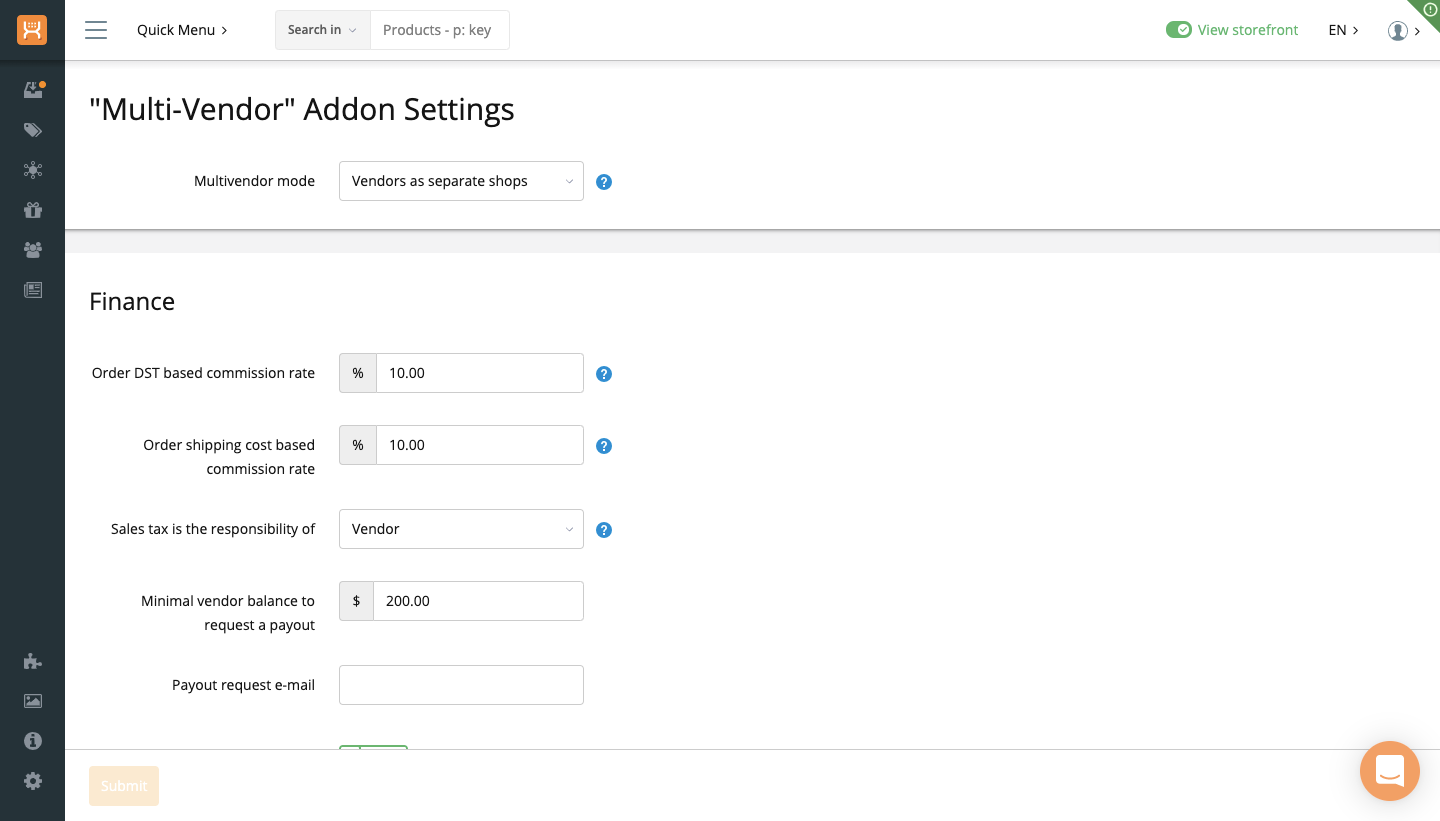 Quick Menu
Search in
Products - p: key
View storefront
EN
"Multi-Vendor" Addon Settings
Multivendor mode
Vendors as separate shops
?
Finance
Order DST based commission rate
%
10.00
?
Order shipping cost based
commission rate
%
10.00
?
Sales tax is the responsibility of
Vendor
?
Minimal vendor balance to
request a payout
$
200.00
Payout request e-mail
Submit